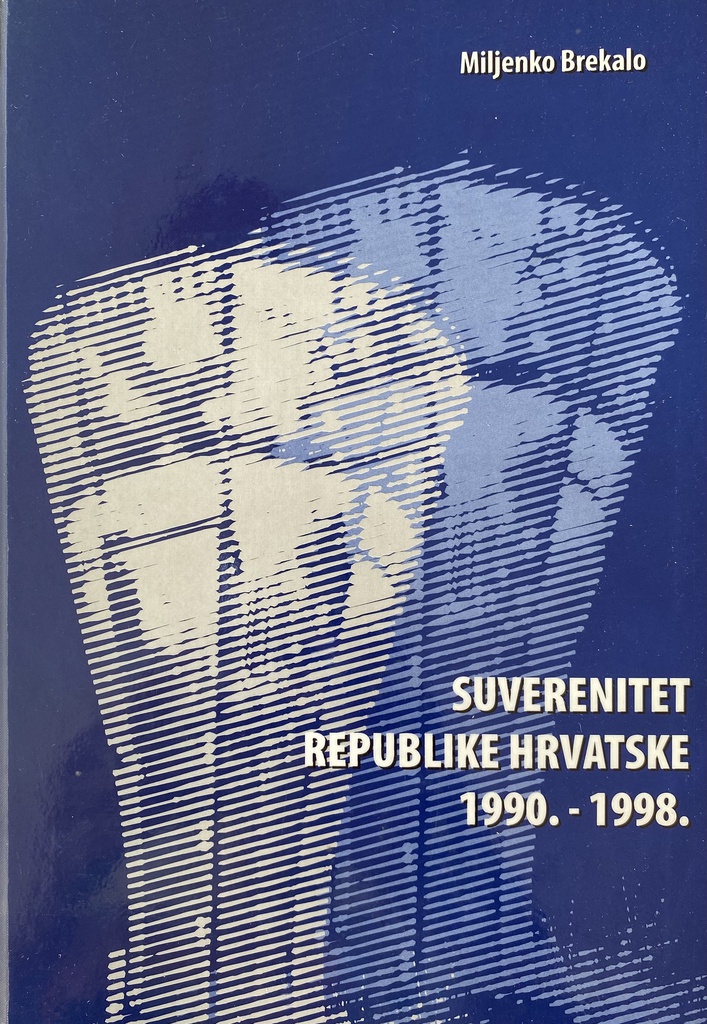 Miljenko Brekalo
SUVERENITET
REPUBLIKE HRVATSKE
1990. - 1998.